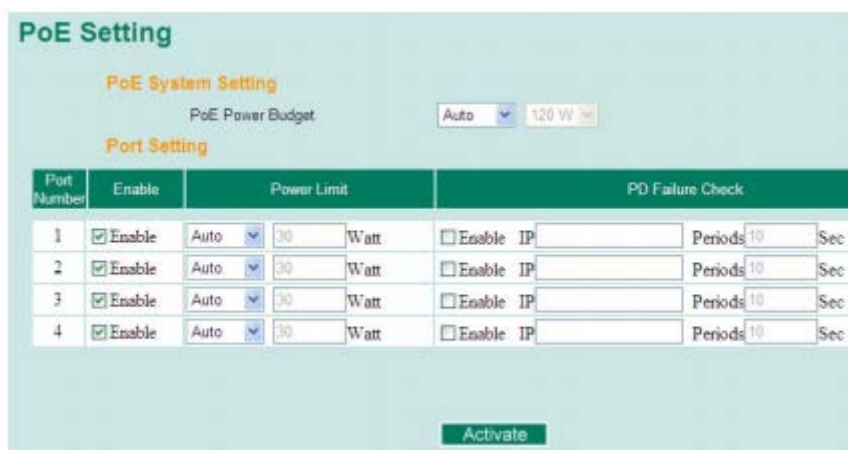 PoE Setting
PoE System Setting
PoE Power Budget Auto 120 W
Port Setting
Port Number Enable Power Limit PD Failure Check
1 Enable Auto 30 Watt Enable IP Periods 10 Sec
2 Enable Auto 30 Watt Enable IP Periods 10 Sec
3 Enable Auto 30 Watt Enable IP Periods 10 Sec
4 Enable Auto 30 Watt Enable IP Periods 10 Sec
Activate